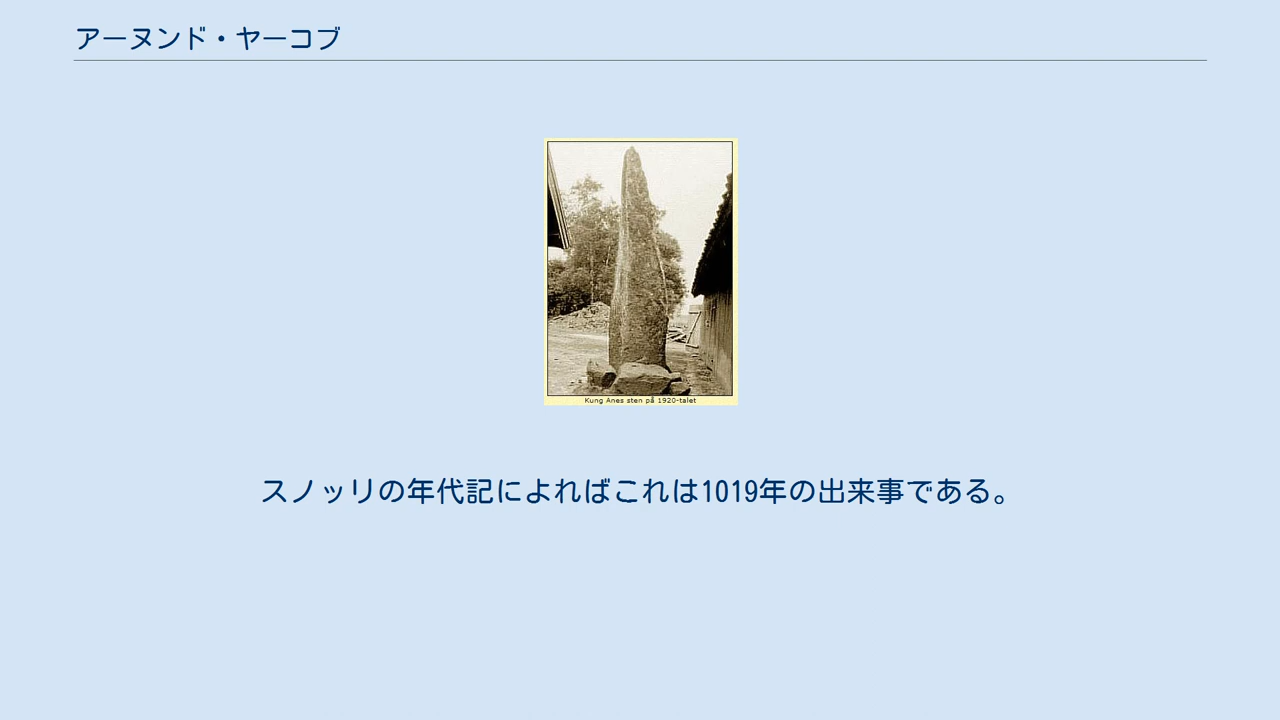 アーヌンド・ヤーコブ
Kung Anes sten på 1920-talet
スノッリの年代記によればこれは1019年の出来事である。